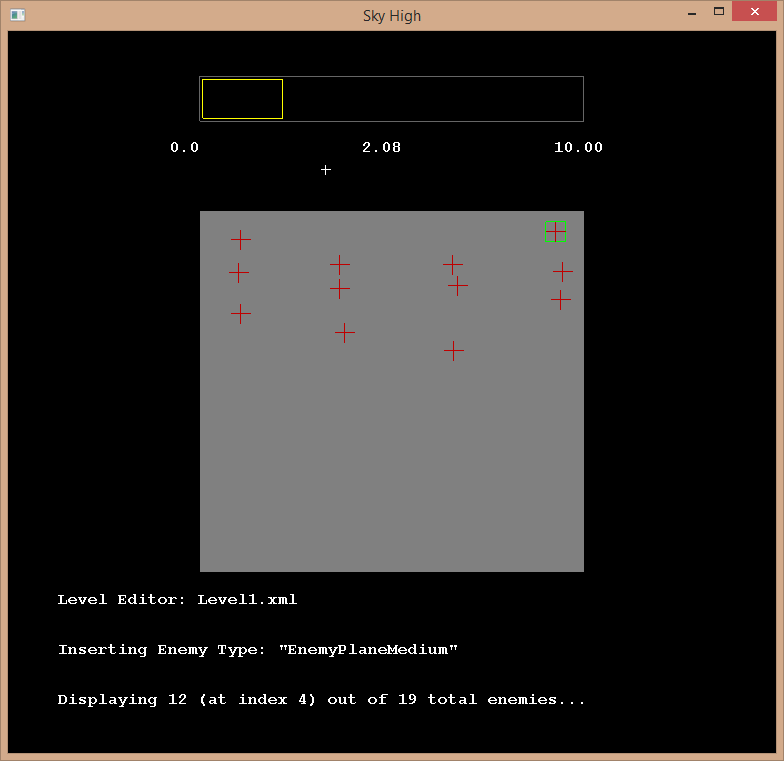 Sky High
0.0 2.08 10.00
Level Editor: Level1.xml
Inserting Enemy Type: "EnemyPlaneMedium"
Displaying 12 (at index 4) out of 19 total enemies...